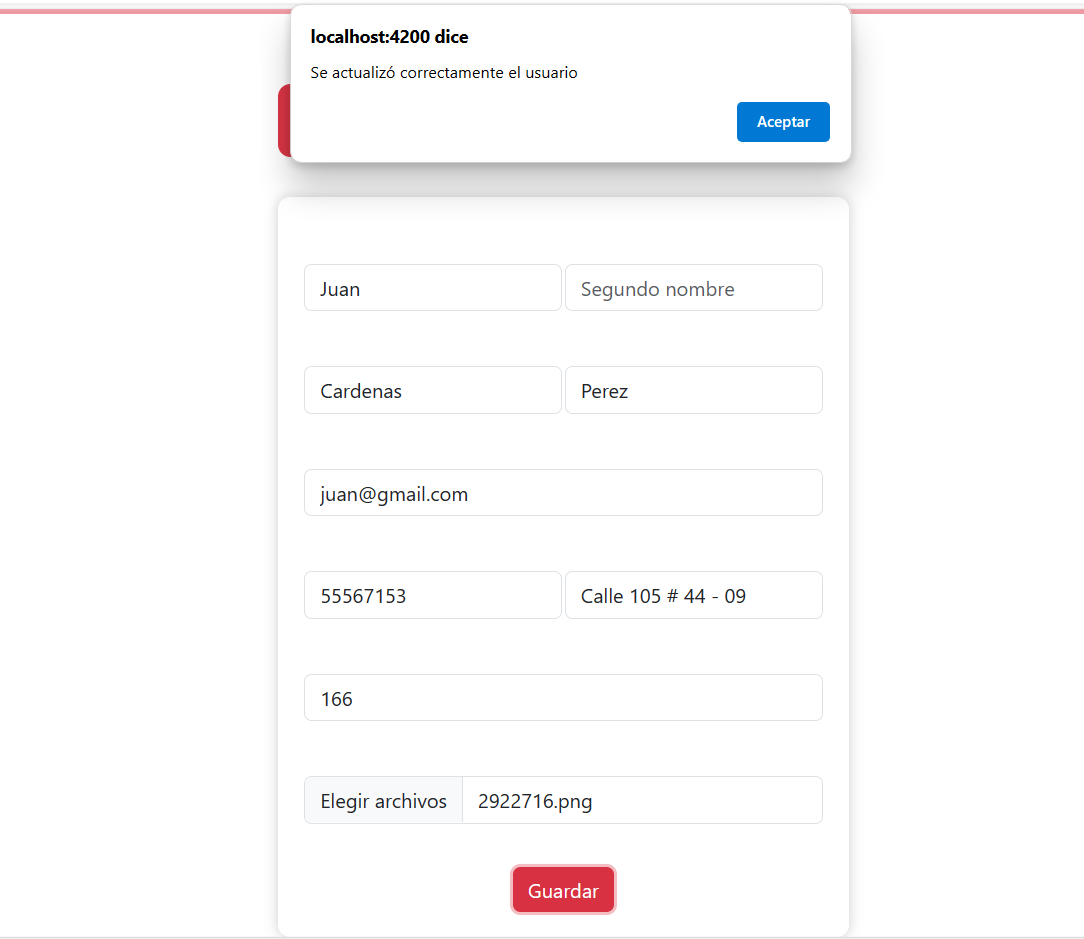 localhost:4200 dice
Se actualizó correctamente el usuario
Aceptar
Juan
Segundo nombre
Cardenas
Perez
juan@gmail.com
55567153
Calle 105 # 44 - 09
166
Elegir archivos
2922716.png
Guardar